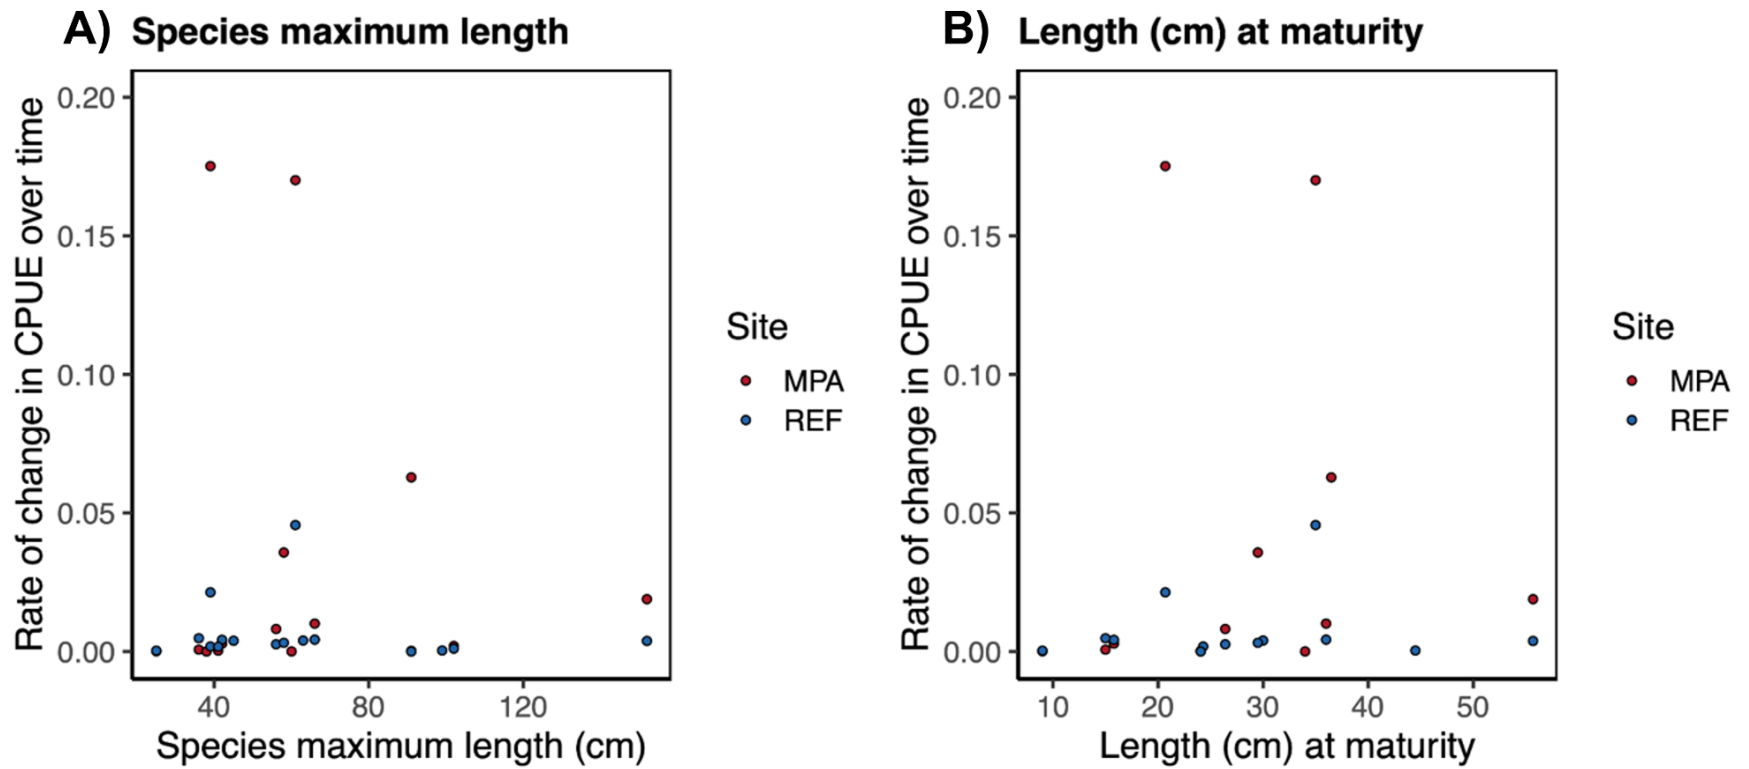 A) Species maximum length
Rate of change in CPUE over time
0.20
0.15
0.10
0.05
0.00
40 80 120
Species maximum length (cm)
Site
MPA
REF
B) Length (cm) at maturity
Rate of change in CPUE over time
0.20
0.15
0.10
0.05
0.00
10 20 30 40 50
Length (cm) at maturity
Site
MPA
REF